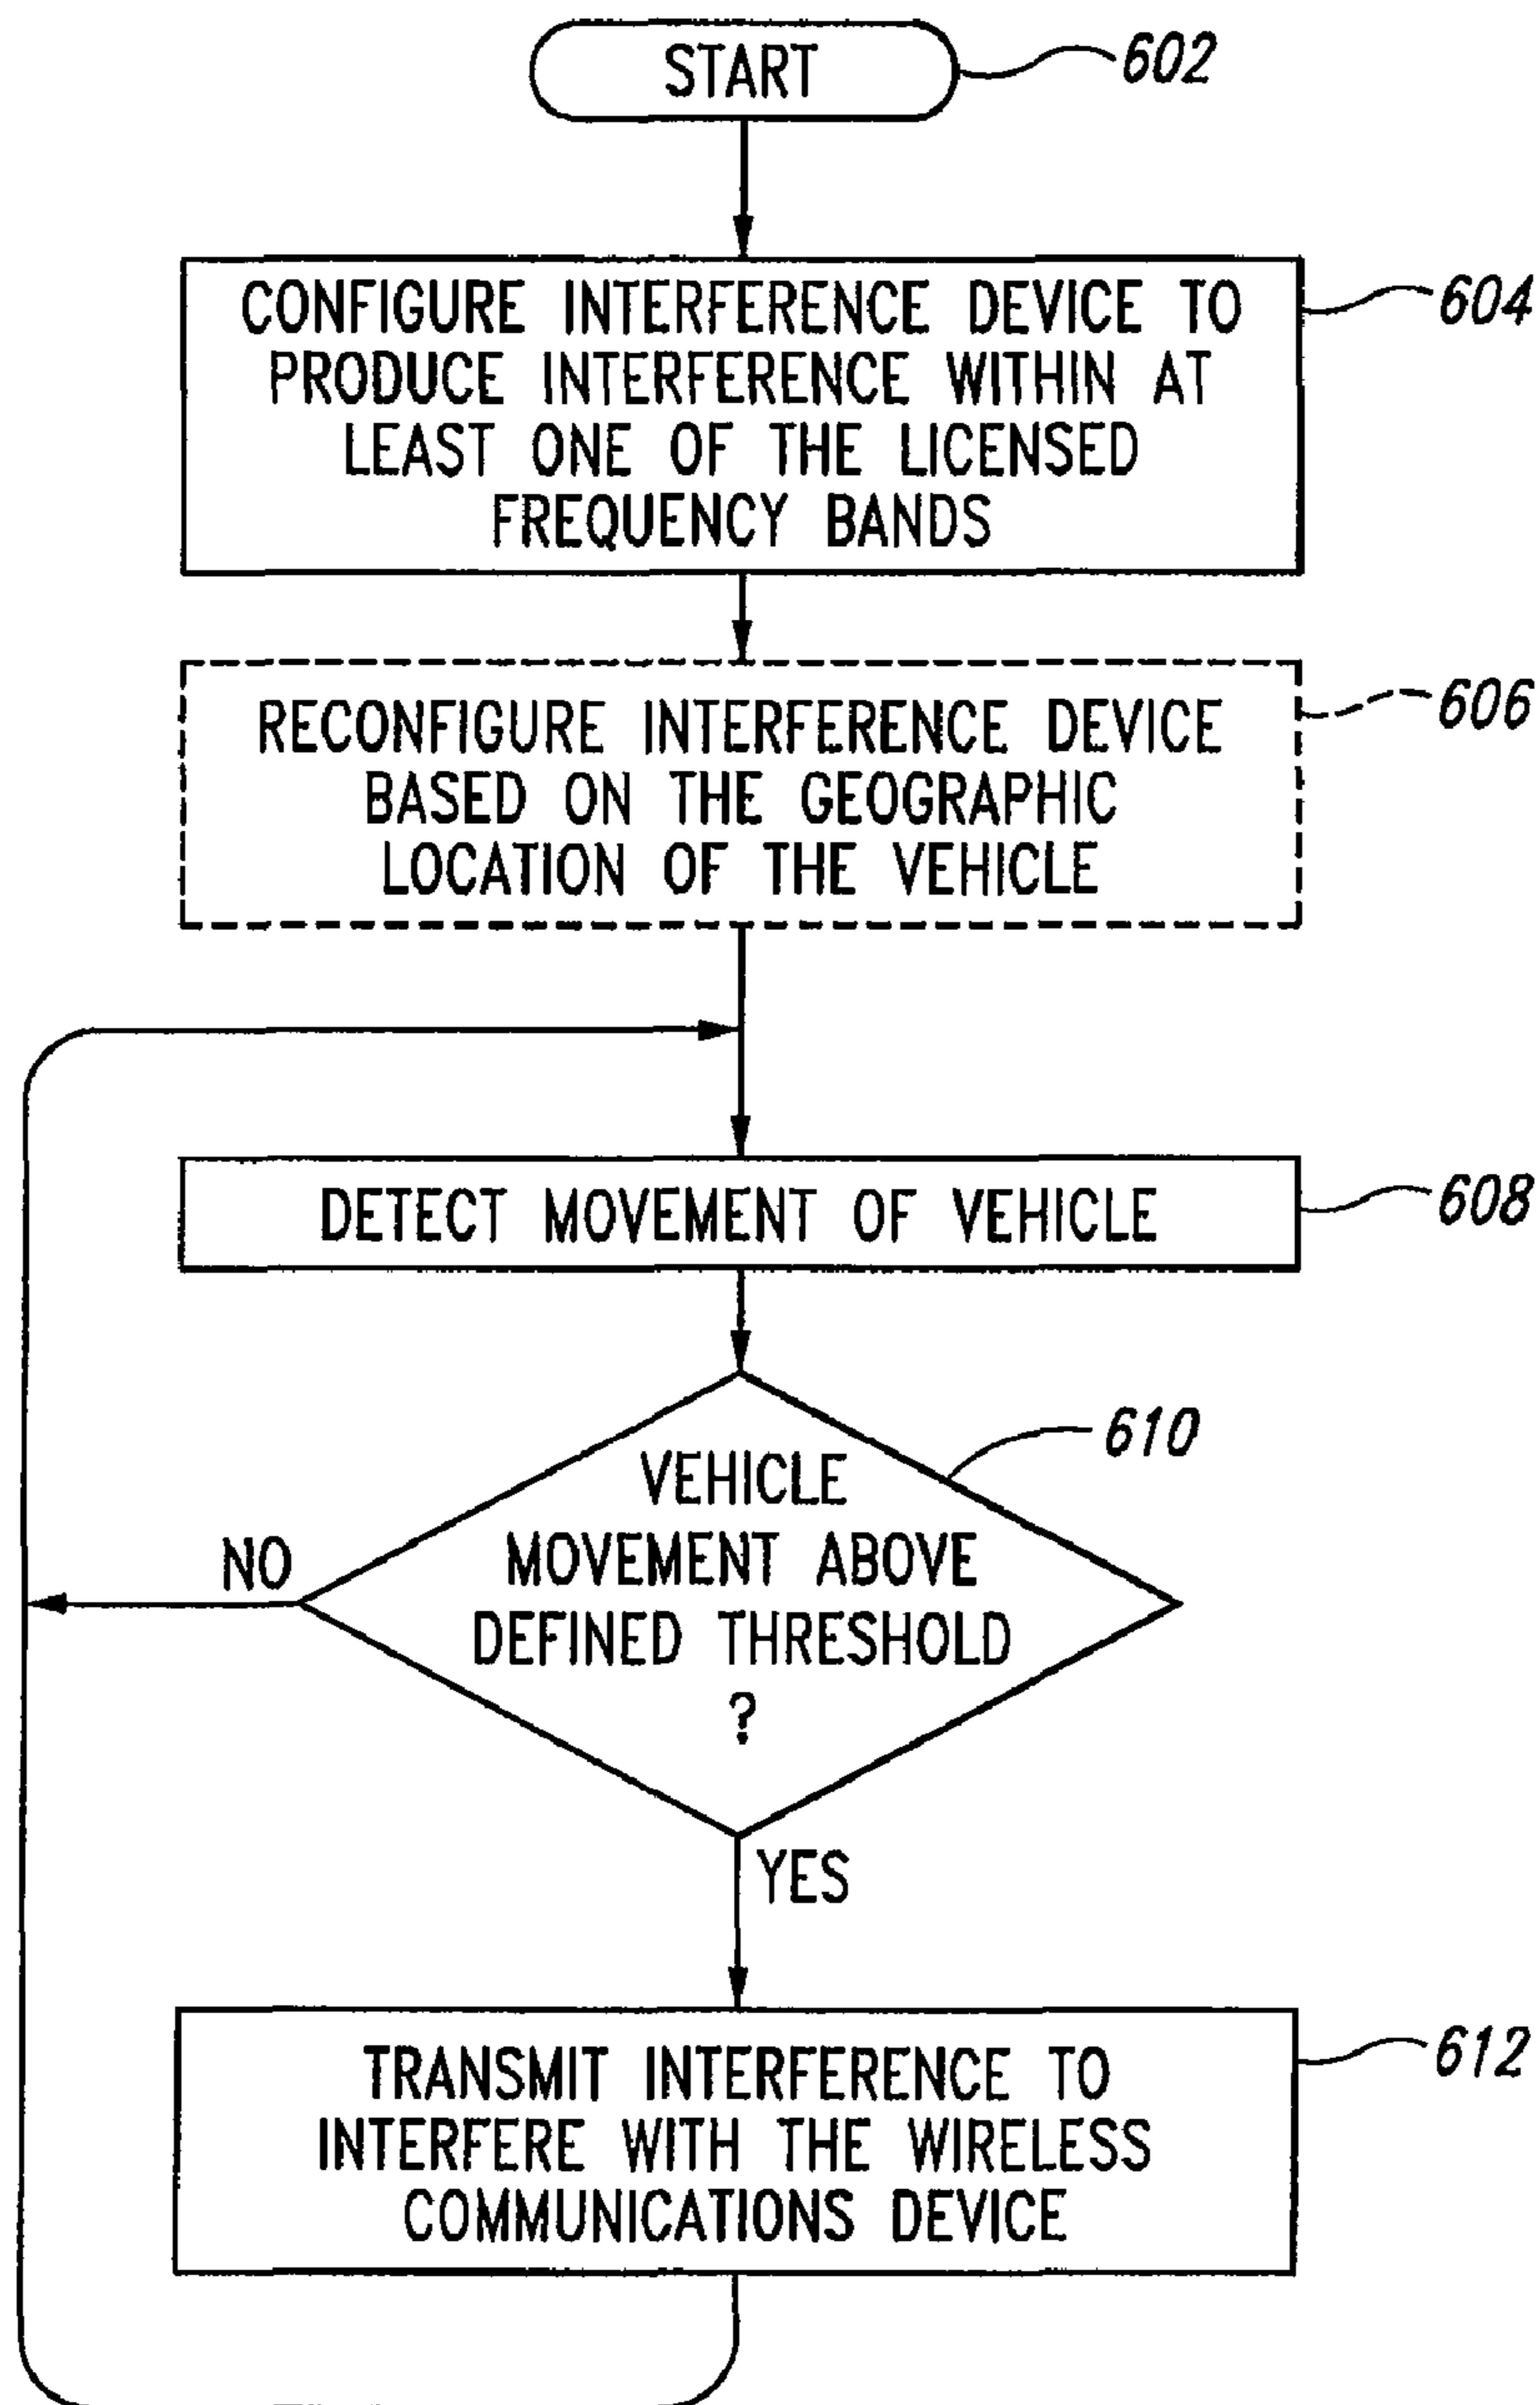 START
602
CONFIGURE INTERFERENCE DEVICE TO
PRODUCE INTERFERENCE WITHIN AT
LEAST ONE OF THE LICENSED
FREQUENCY BANDS
604
RECONFIGURE INTERFERENCE DEVICE
BASED ON THE GEOGRAPHIC
LOCATION OF THE VEHICLE
606
DETECT MOVEMENT OF VEHICLE
608
VEHICLE
MOVEMENT ABOVE
DEFINED THRESHOLD
?
610
NO
YES
TRANSMIT INTERFERENCE TO
INTERFERE WITH THE WIRELESS
COMMUNICATIONS DEVICE
612